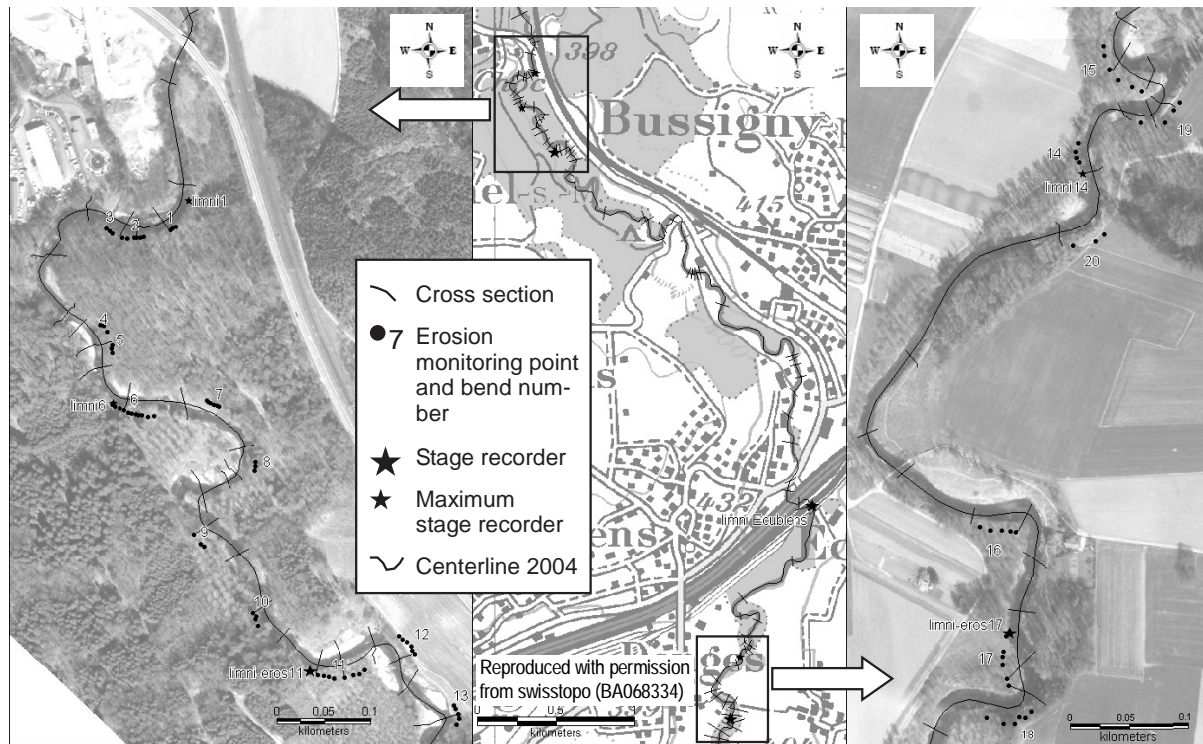 N
W E
S
limni1
1
2
3
4
5
limni6
6
7
8
9
10
limni-eros11
11
12
13
0 0.05 0.1
kilometers
Cross section
7 Erosion
monitoring point
and bend num-
ber
Stage recorder
Maximum
stage recorder
Centerline 2004
N
W E
S
398
Bussigny
415
432
limni Ecublens
Reproduced with permission
from swisstopo (BA068334)
0 0.5 1
kilometers
N
W E
S
15
19
14
limni14
20
16
limni-eros17
17
18
0 0.05 0.1
kilometers